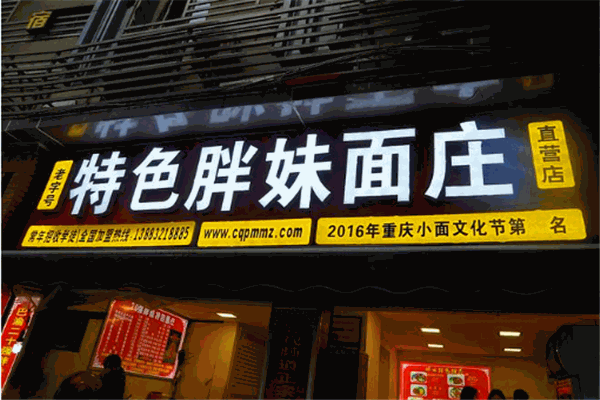 宿
老字号
特色胖妹面庄
直营店
常年招收学徒|全国加盟热线:13883218885
www.cqpmmz.com
2016年重庆小面文化节第 名